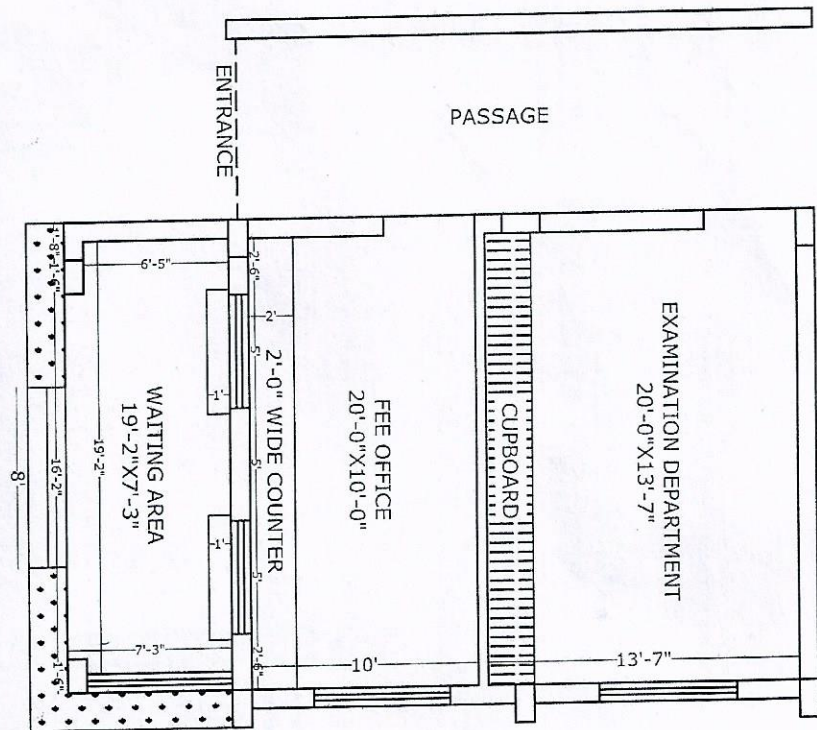 PASSAGE
ENTRANCE
EXAMINATION DEPARTMENT
20'-0"X13'-7"
CUPBOARD
FEE OFFICE
20'-0"X10'-0"
2'-0" WIDE COUNTER
WAITING AREA
19'-2"X7'-3"
6'-5"
2'-6"
2'
5'
5'
5'
2'-6"
1'
1'
19'-2"
16'-2"
8'
1'-6"
1'-6"
7'-3"
10'
13'-7"